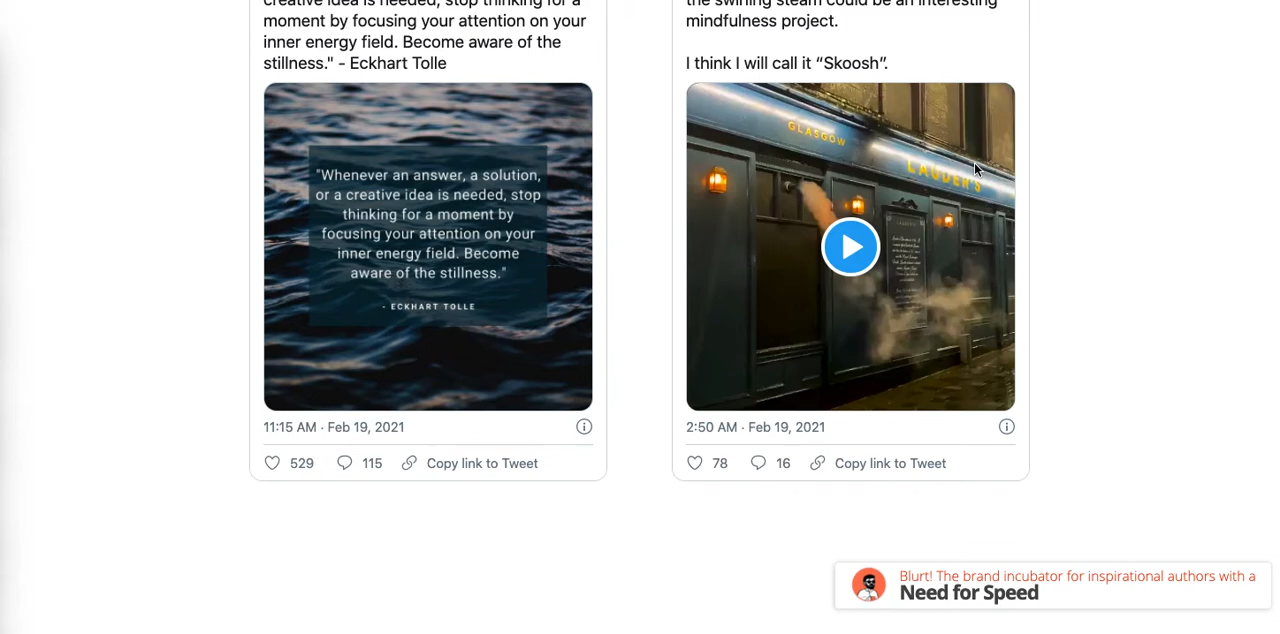 creative idea is needed, stop thinking for a
moment by focusing your attention on your
inner energy field. Become aware of the
stillness." - Eckhart Tolle
"Whenever an answer, a solution,
or a creative idea is needed, stop
thinking for a moment by
focusing your attention on your
inner energy field. Become
aware of the stillness."
- ECKHART TOLLE
11:15 AM · Feb 19, 2021
529 115 Copy link to Tweet
the swirling steam could be an interesting
mindfulness project.
I think I will call it “Skoosh”.
GLASGOW
LAUDER'S
2:50 AM · Feb 19, 2021
78 16 Copy link to Tweet
Blurt! The brand incubator for inspirational authors with a
Need for Speed